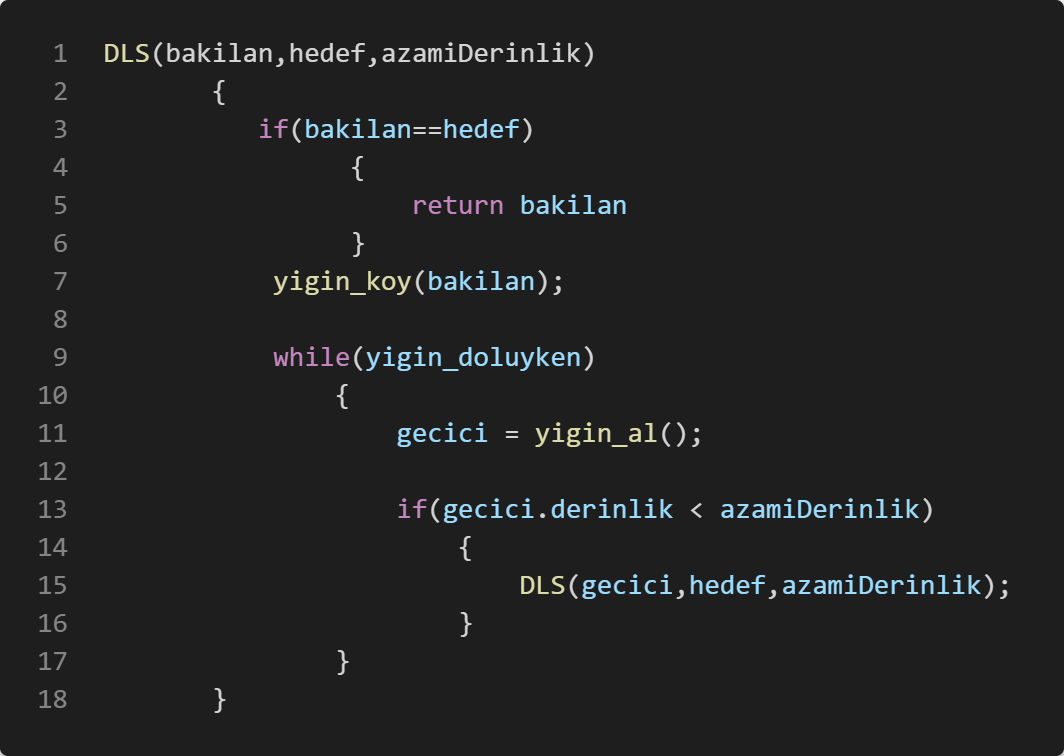 1 DLS(bakilan,hedef,azamiDerinlik)
2 {
3 if(bakilan==hedef)
4 {
5 return bakilan
6 }
7 yigin_koy(bakilan);
8
9 while(yigin_doluyken)
10 {
11 gecici = yigin_al();
12
13 if(gecici.derinlik < azamiDerinlik)
14 {
15 DLS(gecici,hedef,azamiDerinlik);
16 }
17 }
18 }